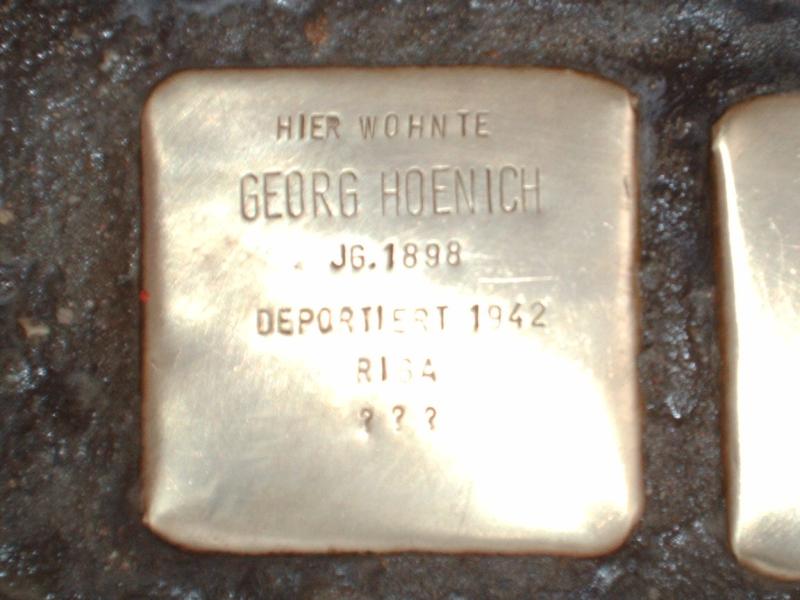 HIER WOHNTE
GEORG HOENICH
JG. 1898
DEPORTIERT 1942
RIGA
? ? ?